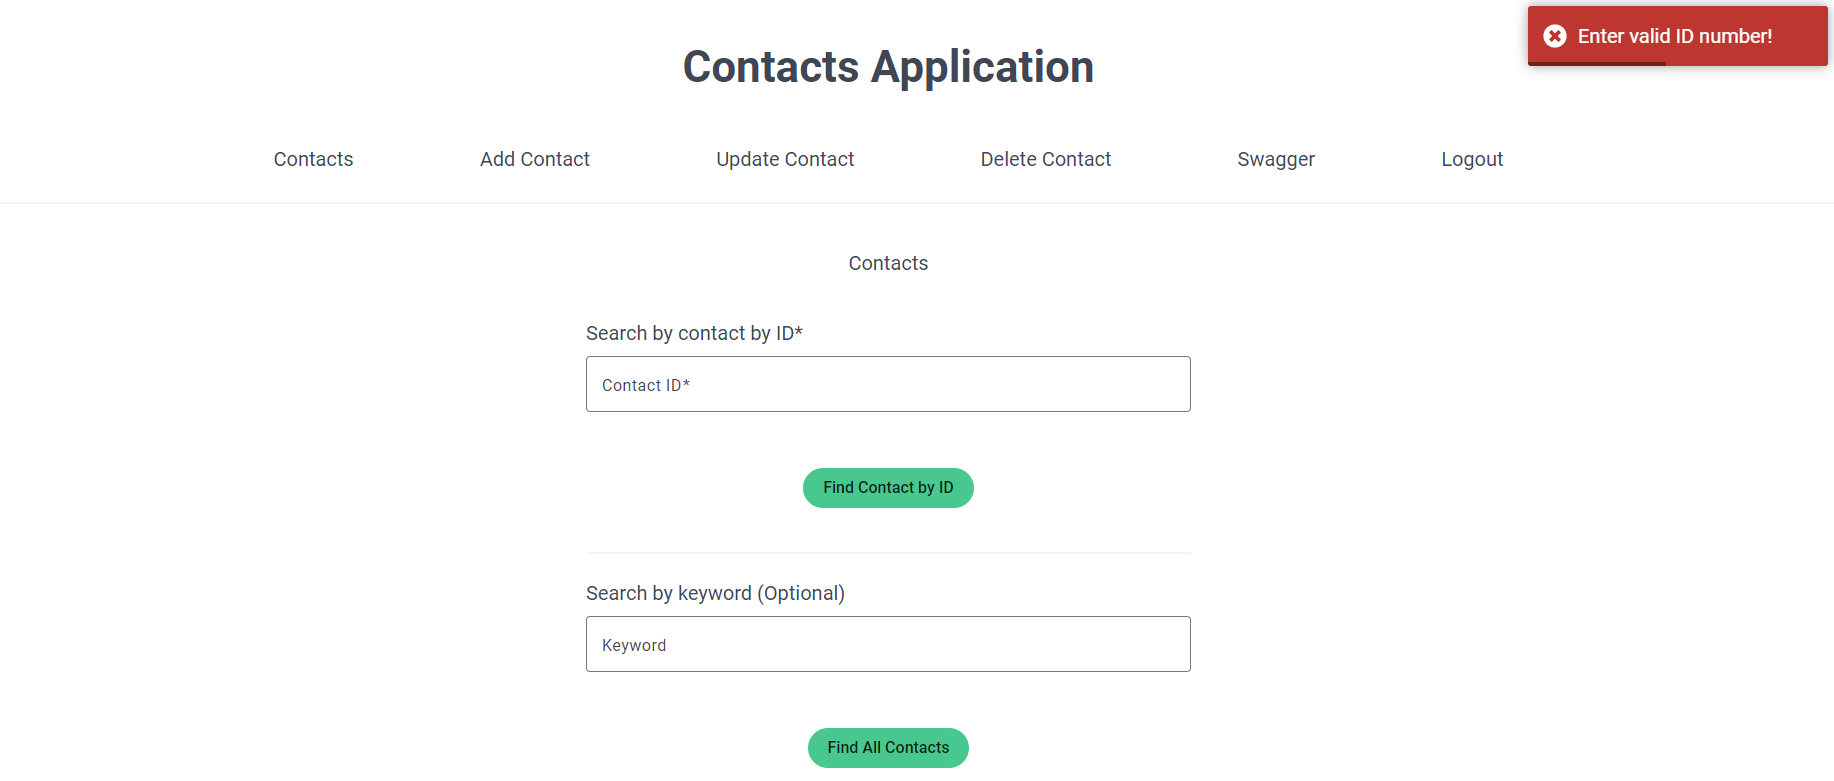 Enter valid ID number!
Contacts Application
Contacts Add Contact Update Contact Delete Contact Swagger Logout
Contacts
Search by contact by ID*
Contact ID*
Find Contact by ID
Search by keyword (Optional)
Keyword
Find All Contacts